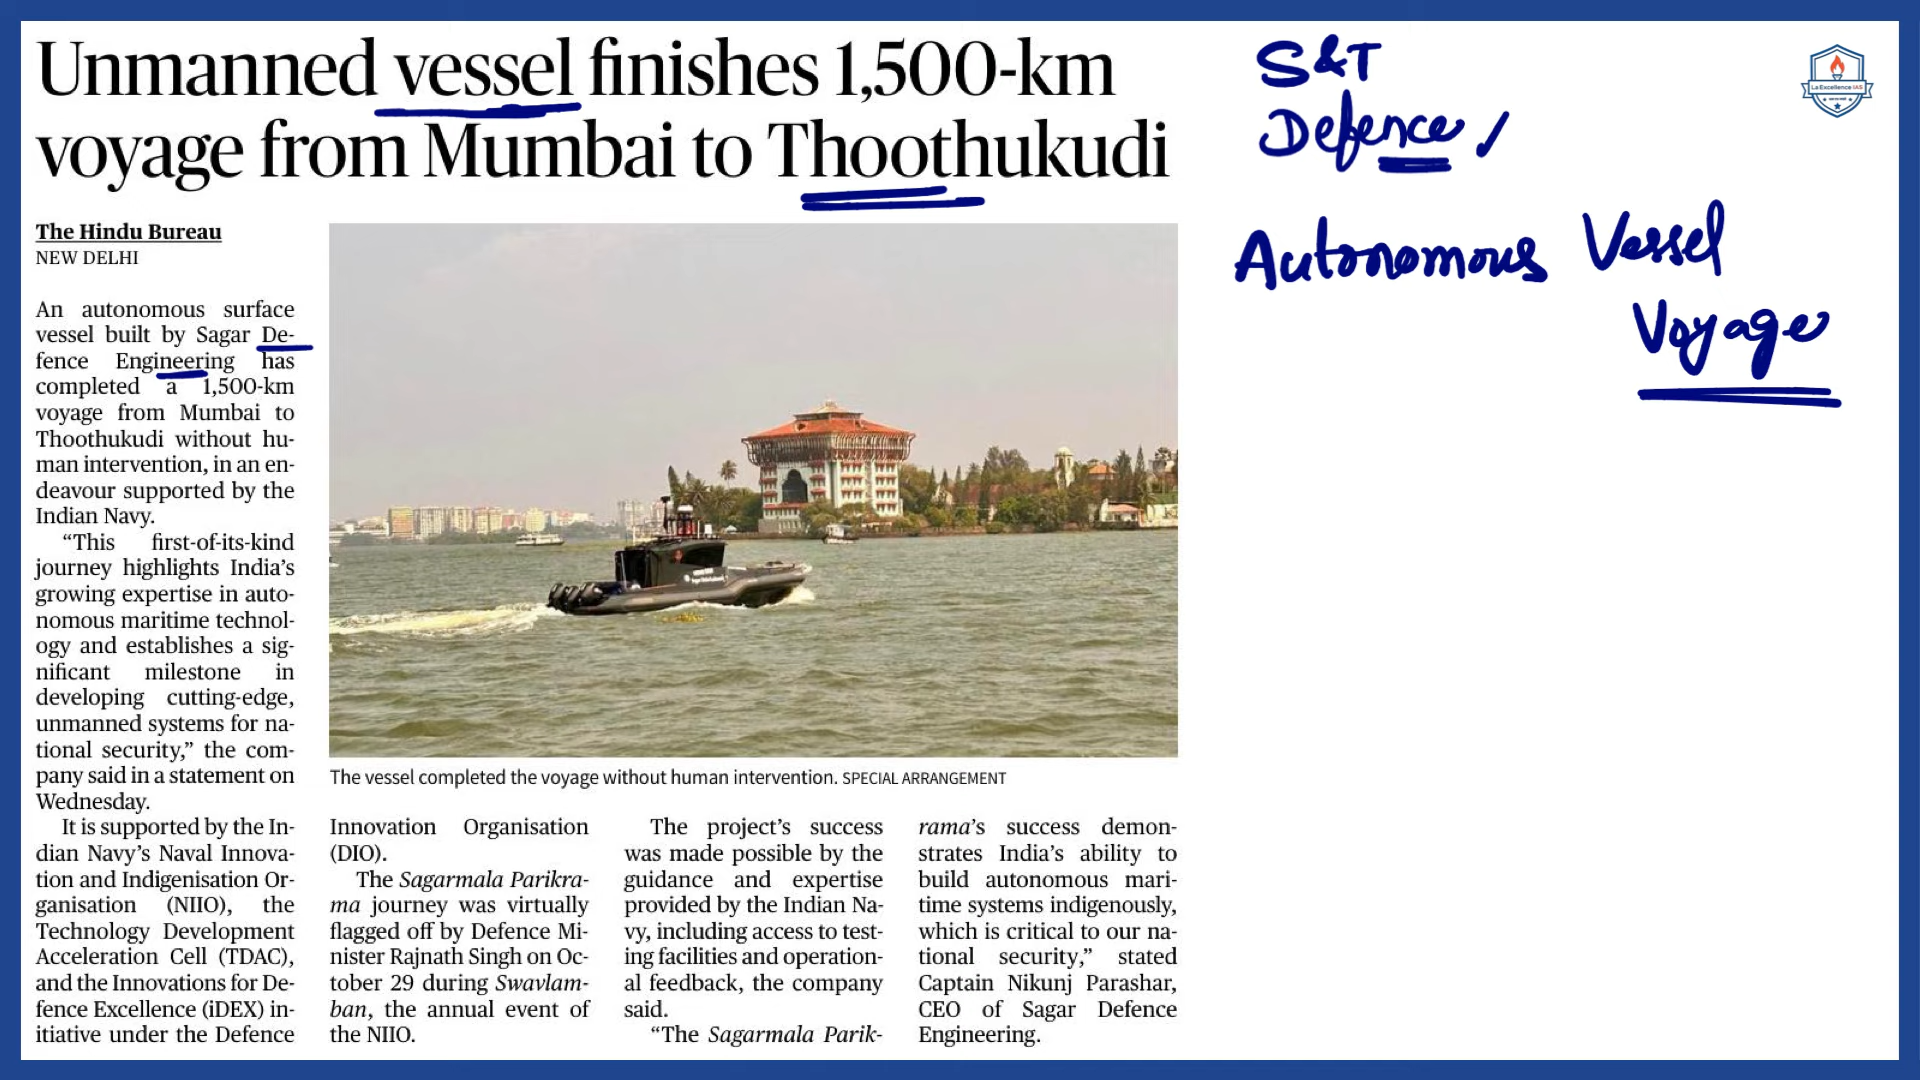 Unmanned vessel finishes 1,500-km
voyage from Mumbai to Thoothukudi
The Hindu Bureau
NEW DELHI
An autonomous surface
vessel built by Sagar De-
fence Engineering has
completed a 1,500-km
voyage from Mumbai to
Thoothukudi without hu-
man intervention, in an en-
deavour supported by the
Indian Navy.
“This first-of-its-kind
journey highlights India’s
growing expertise in auto-
nomous maritime technol-
ogy and establishes a sig-
nificant milestone in
developing cutting-edge,
unmanned systems for na-
tional security,” the com-
pany said in a statement on
Wednesday.
It is supported by the In-
dian Navy’s Naval Innova-
tion and Indigenisation Or-
ganisation (NIIO), the
Technology Development
Acceleration Cell (TDAC),
and the Innovations for De-
fence Excellence (iDEX) in-
itiative under the Defence
The vessel completed the voyage without human intervention. SPECIAL ARRANGEMENT
Innovation Organisation
(DIO).
The Sagarmala Parikra-
ma journey was virtually
flagged off by Defence Mi-
nister Rajnath Singh on Oc-
tober 29 during Swavlam-
ban, the annual event of
the NIIO.
The project’s success
was made possible by the
guidance and expertise
provided by the Indian Na-
vy, including access to test-
ing facilities and operation-
al feedback, the company
said.
“The Sagarmala Parik-
rama’s success demon-
strates India’s ability to
build autonomous mari-
time systems indigenously,
which is critical to our na-
tional security,” stated
Captain Nikunj Parashar,
CEO of Sagar Defence
Engineering.
S&T
Defence,
Autonomous Vessel
Voyage
La Excellence IAS